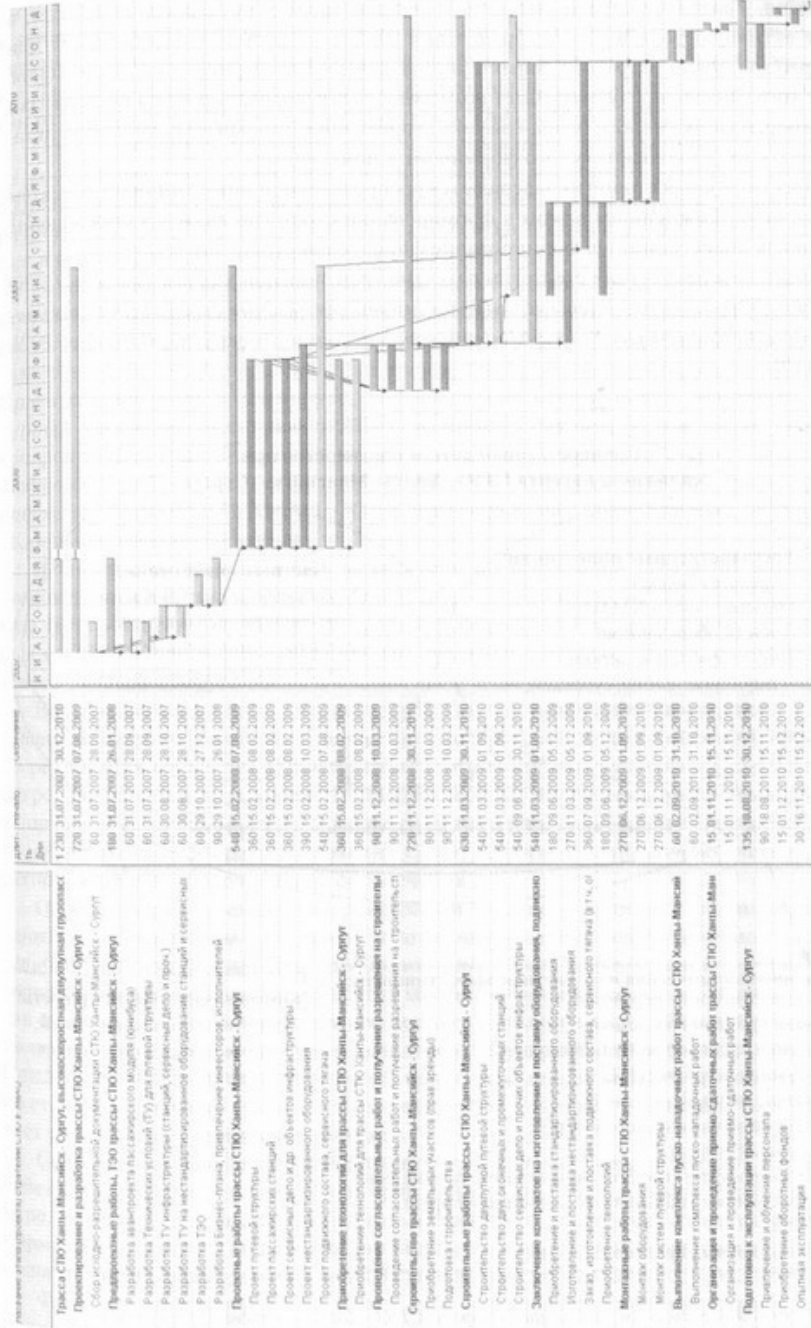 Трасса СТЮ Ханты-Мансийск - Сургут, высокоскоростная двухпутная грузопасс 1 230 31.07.2007 30.12.2010
Проектирование и разработка трассы СТЮ Ханты-Мансийск - Сургут 720 31.07.2007 07.08.2009
Сбор исходно-разрешительной документации СТЮ Ханты-Мансийск - Сургут 60 31.07.2007 28.09.2007
Предпроектные работы, ТЭО трассы СТЮ Ханты-Мансийск - Сургут 180 31.07.2007 26.01.2008
Разработка аванпроекта пассажирского модуля (юнибуса) 60 31.07.2007 28.09.2007
Разработка Технических условий (ТУ) для путевой структуры 60 31.07.2007 28.09.2007
Разработка ТУ инфраструктуры (станций, сервисных депо и проч.) 60 30.08.2007 28.10.2007
Разработка ТУ на нестандартизированное оборудование станций и сервисных 60 30.08.2007 28.10.2007
Разработка ТЭО 60 29.10.2007 27.12.2007
Разработка Бизнес-плана, привлечение инвесторов, исполнителей 90 29.10.2007 26.01.2008
Проектные работы трассы СТЮ Ханты-Мансийск - Сургут 540 15.02.2008 07.08.2009
Проект путевой структуры 360 15.02.2008 08.02.2009
Проект пассажирских станций 360 15.02.2008 08.02.2009
Проект сервисных депо и др. объектов инфраструктуры 360 15.02.2008 08.02.2009
Проект нестандартизированного оборудования 390 15.02.2008 10.03.2009
Проект подвижного состава, сервисного тягача 540 15.02.2008 07.08.2009
Приобретение технологий для трассы СТЮ Ханты-Мансийск - Сургут 360 15.02.2008 08.02.2009
Приобретение технологий для трассы СТЮ Ханты-Мансийск - Сургут 360 15.02.2008 08.02.2009
Проведение согласовательных работ и получение разрешения на строительс 90 11.12.2008 10.03.2009
Проведение согласовательных работ и получение разрешения на строительст 90 11.12.2008 10.03.2009
Строительство трассы СТЮ Ханты-Мансийск - Сургут 720 11.12.2008 30.11.2010
Приобретение земельных участков (прав аренды) 90 11.12.2008 10.03.2009
Подготовка строительства 90 11.12.2008 10.03.2009
Строительные работы трассы СТЮ Ханты-Мансийск - Сургут 630 11.03.2009 30.11.2010
Строительство двухпутной путевой структуры 540 11.03.2009 01.09.2010
Строительство двух оконечных и промежуточных станций 540 11.03.2009 01.09.2010
Строительство сервисных депо и прочих объектов инфраструктуры 540 09.06.2009 30.11.2010
Заключение контрактов на изготовление и поставку оборудования, подвижно 540 11.03.2009 01.09.2010
Приобретение и поставка стандартизированного оборудования 180 09.06.2009 05.12.2009
Изготовление и поставка нестандартизированного оборудования 270 11.03.2009 05.12.2009
Заказ, изготовление и поставка подвижного состава, сервисного тягача (в т.ч. о/ 360 07.09.2009 01.09.2010
Приобретение технологий 180 09.06.2009 05.12.2009
Монтажные работы трассы СТЮ Ханты-Мансийск - Сургут 270 06.12.2009 01.09.2010
Монтаж оборудования 270 06.12.2009 01.09.2010
Монтаж систем путевой структуры 270 06.12.2009 01.09.2010
Выполнение комплекса пуско-наладочных работ трассы СТЮ Ханты-Мансий 60 02.09.2010 31.10.2010
Выполнение комплекса пуско-наладочных работ 60 02.09.2010 31.10.2010
Организация и проведение приемо-сдаточных работ трассы СТЮ Ханты-Ман 15 01.11.2010 15.11.2010
Организация и проведение приемо-сдаточных работ 15 01.11.2010 15.11.2010
Подготовка к эксплуатации трассы СТЮ Ханты-Мансийск - Сургут 135 18.08.2010 30.12.2010
Привлечение и обучение персонала 90 18.08.2010 15.11.2010
Приобретение оборотных фондов 15 01.12.2010 15.12.2010
Опытная эксплуатация 30 16.11.2010 15.12.2010